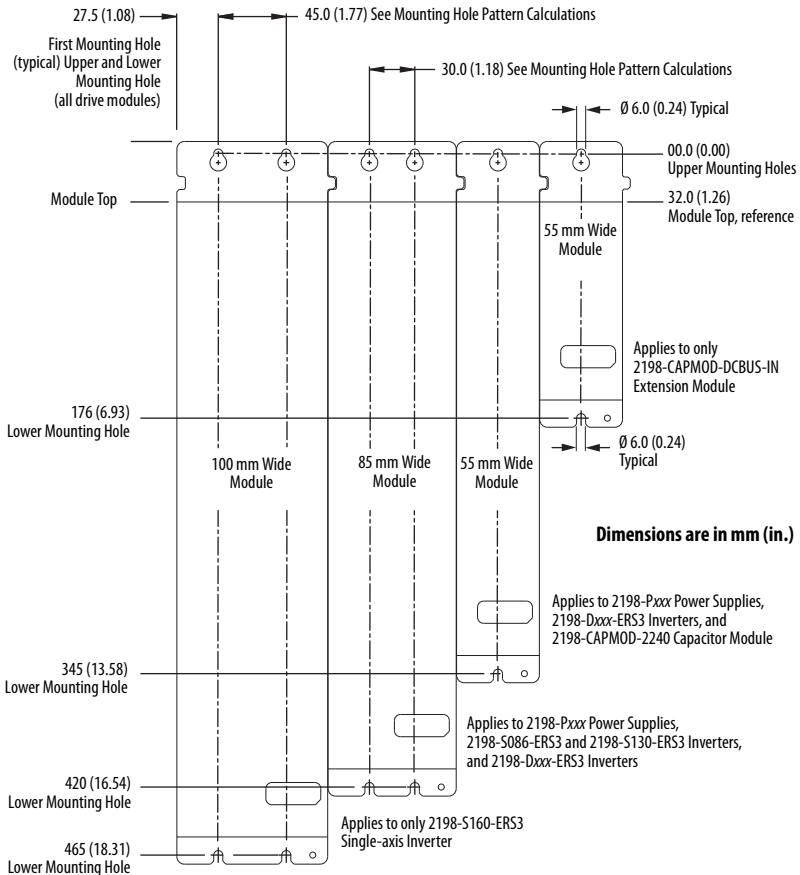 27.5 (1.08)
45.0 (1.77) See Mounting Hole Pattern Calculations
First Mounting Hole
(typical) Upper and Lower
Mounting Hole
(all drive modules)
30.0 (1.18) See Mounting Hole Pattern Calculations
Ø 6.0 (0.24) Typical
00.0 (0.00)
Upper Mounting Holes
Module Top
32.0 (1.26)
Module Top, reference
55 mm Wide
Module
Applies to only
2198-CAPMOD-DCBUS-IN
Extension Module
176 (6.93)
Lower Mounting Hole
Ø 6.0 (0.24)
Typical
100 mm Wide
Module
85 mm Wide
Module
55 mm Wide
Module
Dimensions are in mm (in.)
Applies to 2198-Pxxx Power Supplies,
2198-Dxxx-ERS3 Inverters, and
2198-CAPMOD-2240 Capacitor Module
345 (13.58)
Lower Mounting Hole
Applies to 2198-Pxxx Power Supplies,
2198-S086-ERS3 and 2198-S130-ERS3 Inverters,
and 2198-Dxxx-ERS3 Inverters
420 (16.54)
Lower Mounting Hole
Applies to only 2198-S160-ERS3
Single-axis Inverter
465 (18.31)
Lower Mounting Hole